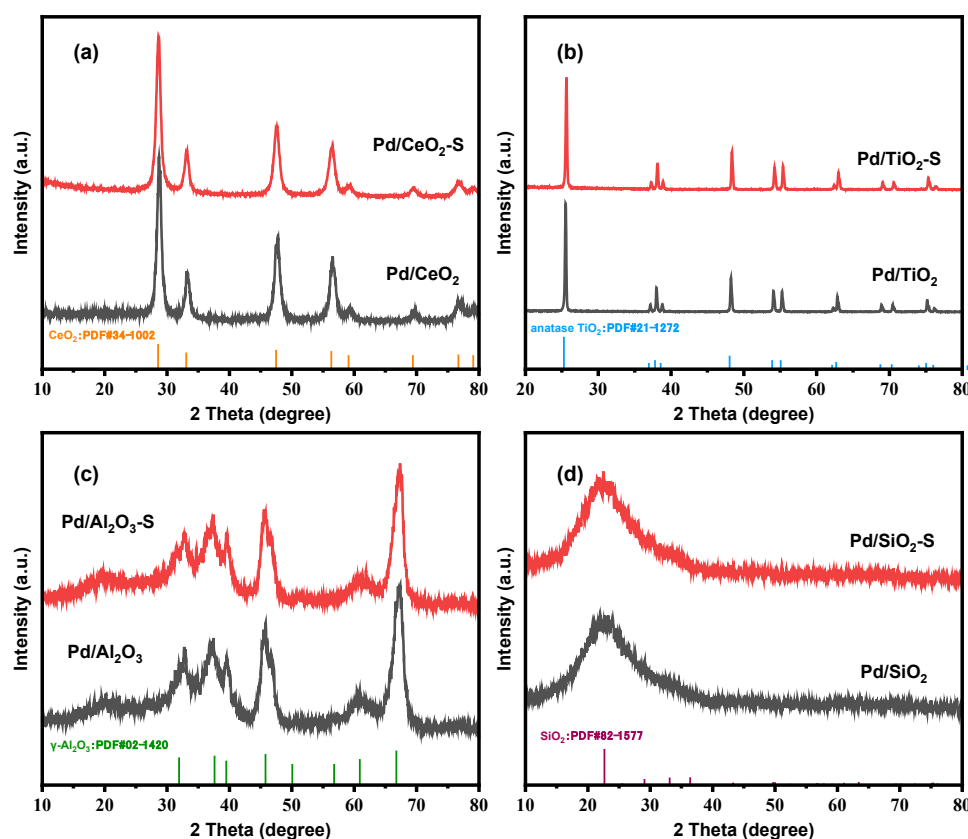 (a)
Pd/CeO₂-S
Pd/CeO₂
CeO₂:PDF#34-1002
Intensity (a.u.)
10 20 30 40 50 60 70 80
2 Theta (degree)
(b)
Pd/TiO₂-S
Pd/TiO₂
anatase TiO₂:PDF#21-1272
Intensity (a.u.)
20 30 40 50 60 70 80
2 Theta (degree)
(c)
Pd/Al₂O₃-S
Pd/Al₂O₃
γ-Al₂O₃:PDF#02-1420
Intensity (a.u.)
10 20 30 40 50 60 70 80
2 Theta (degree)
(d)
Pd/SiO₂-S
Pd/SiO₂
SiO₂:PDF#82-1577
Intensity (a.u.)
10 20 30 40 50 60 70 80
2 Theta (degree)